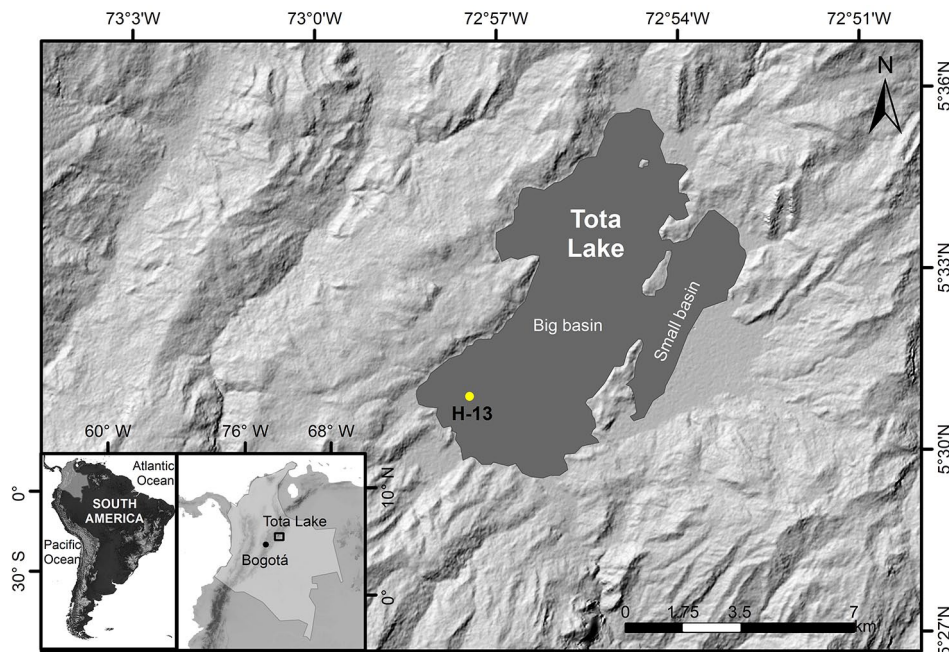 73°3'W
73°0'W
72°57'W
72°54'W
72°51'W
N
5°36'N
Tota
Lake
5°33'N
Big basin
Small basin
H-13
5°30'N
60° W
76° W
68° W
Atlantic
Ocean
SOUTH
AMERICA
Pacific
Ocean
0°
30° S
Tota Lake
Bogotá
10° N
0°
0
1.75
3.5
7
km
5°27'N